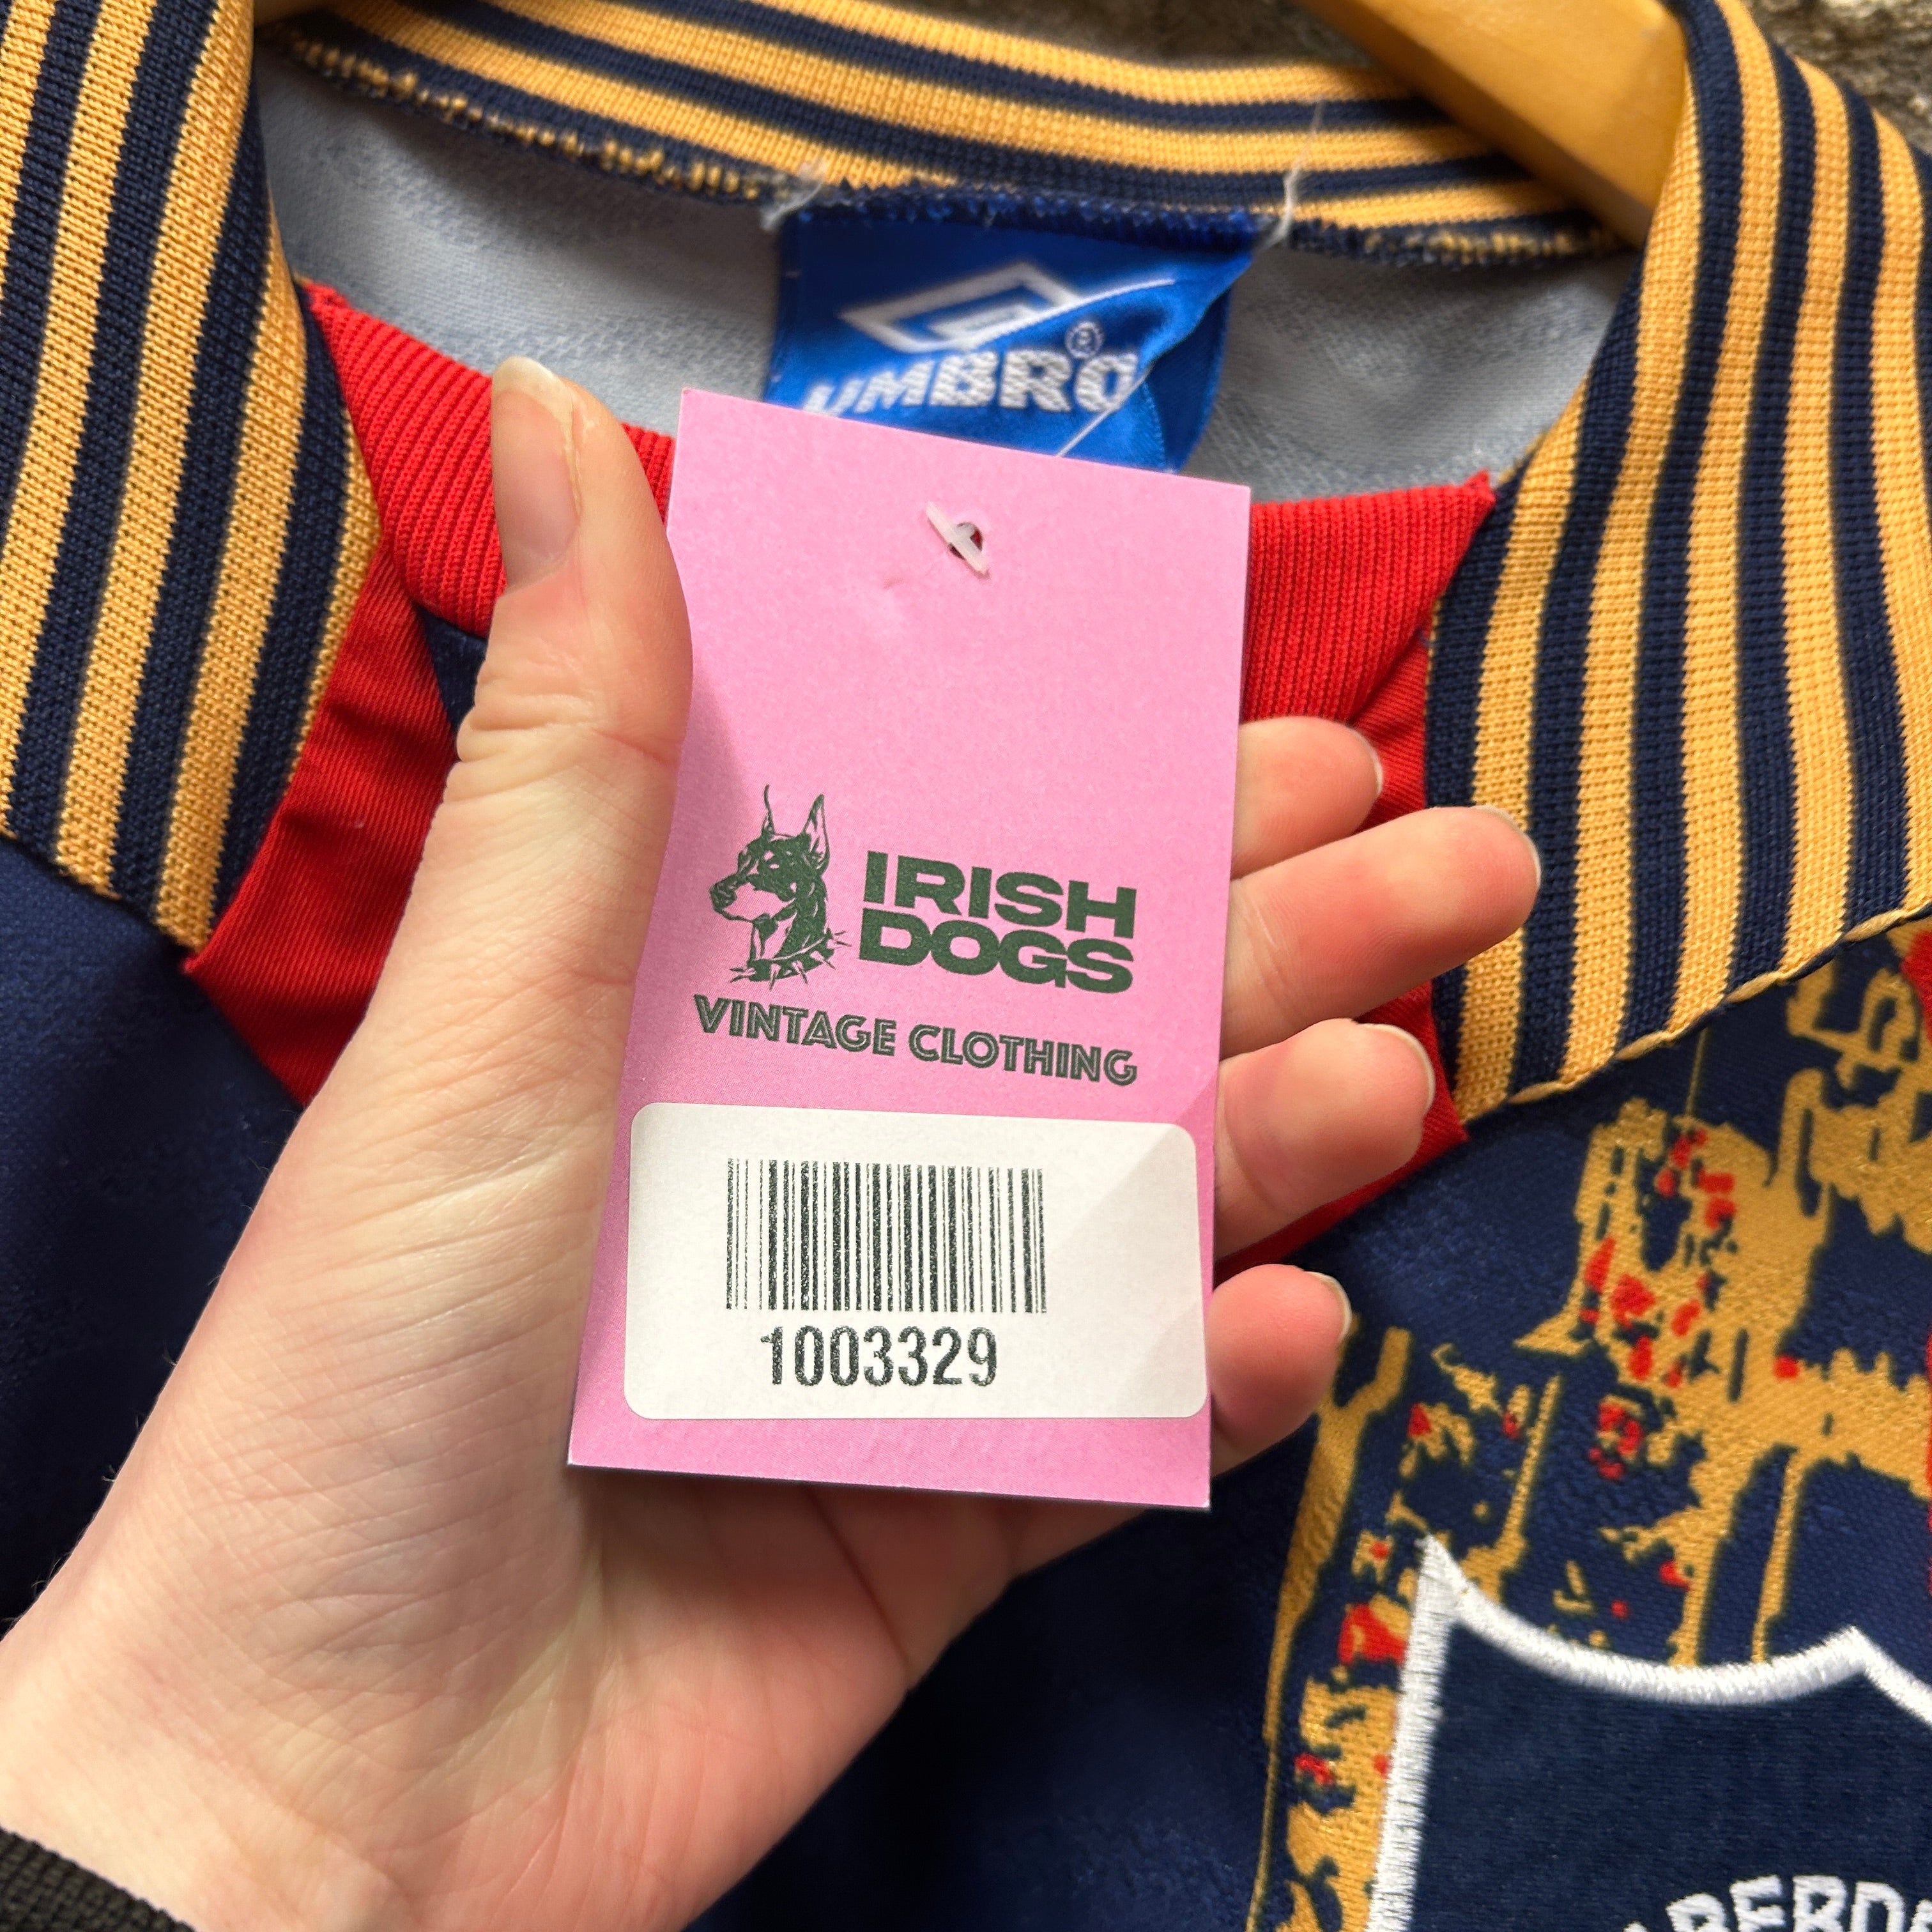 UMBRO®
IRISH
DOGS
VINTAGE CLOTHING
1003329